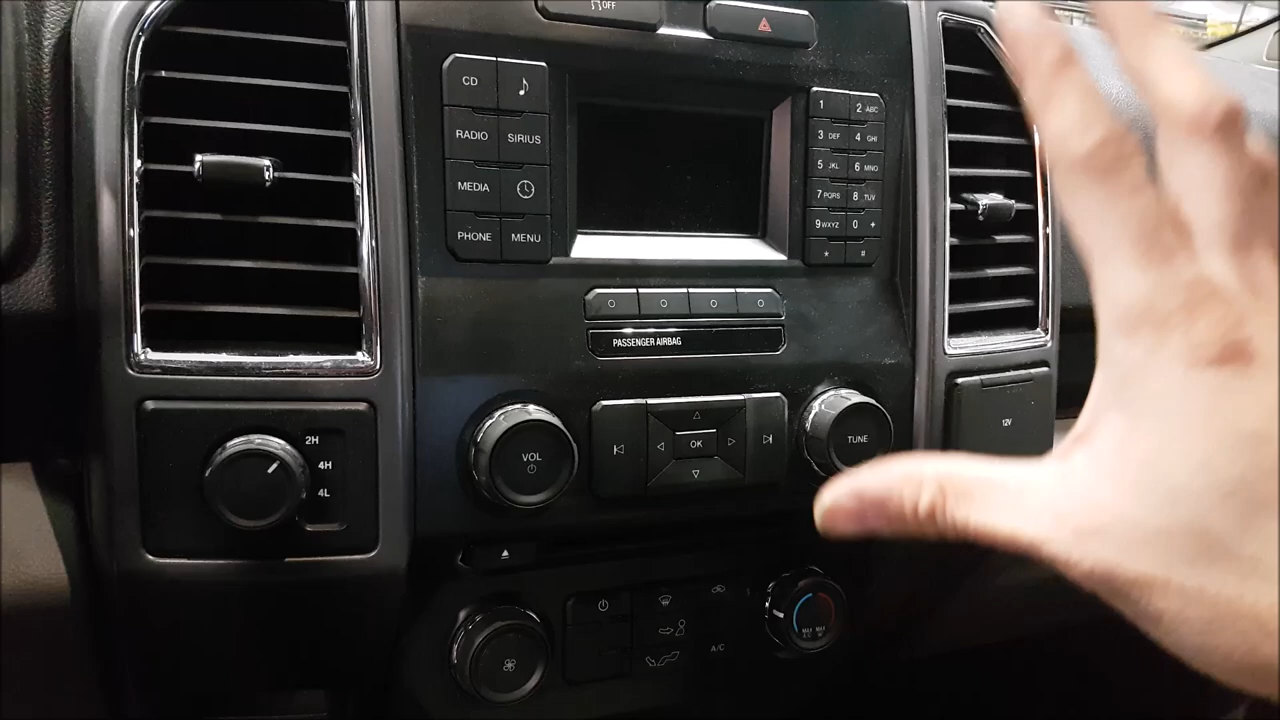 OFF
CD
RADIO SIRIUS
MEDIA
PHONE MENU
1 2 ABC
3 DEF 4 GHI
5 JKL 6 MNO
7 PQRS 8 TUV
9 WXYZ 0 +
* #
PASSENGER AIRBAG
2H
4H
4L
VOL
OK
TUNE
12V
A/C
MAX A/C MAX